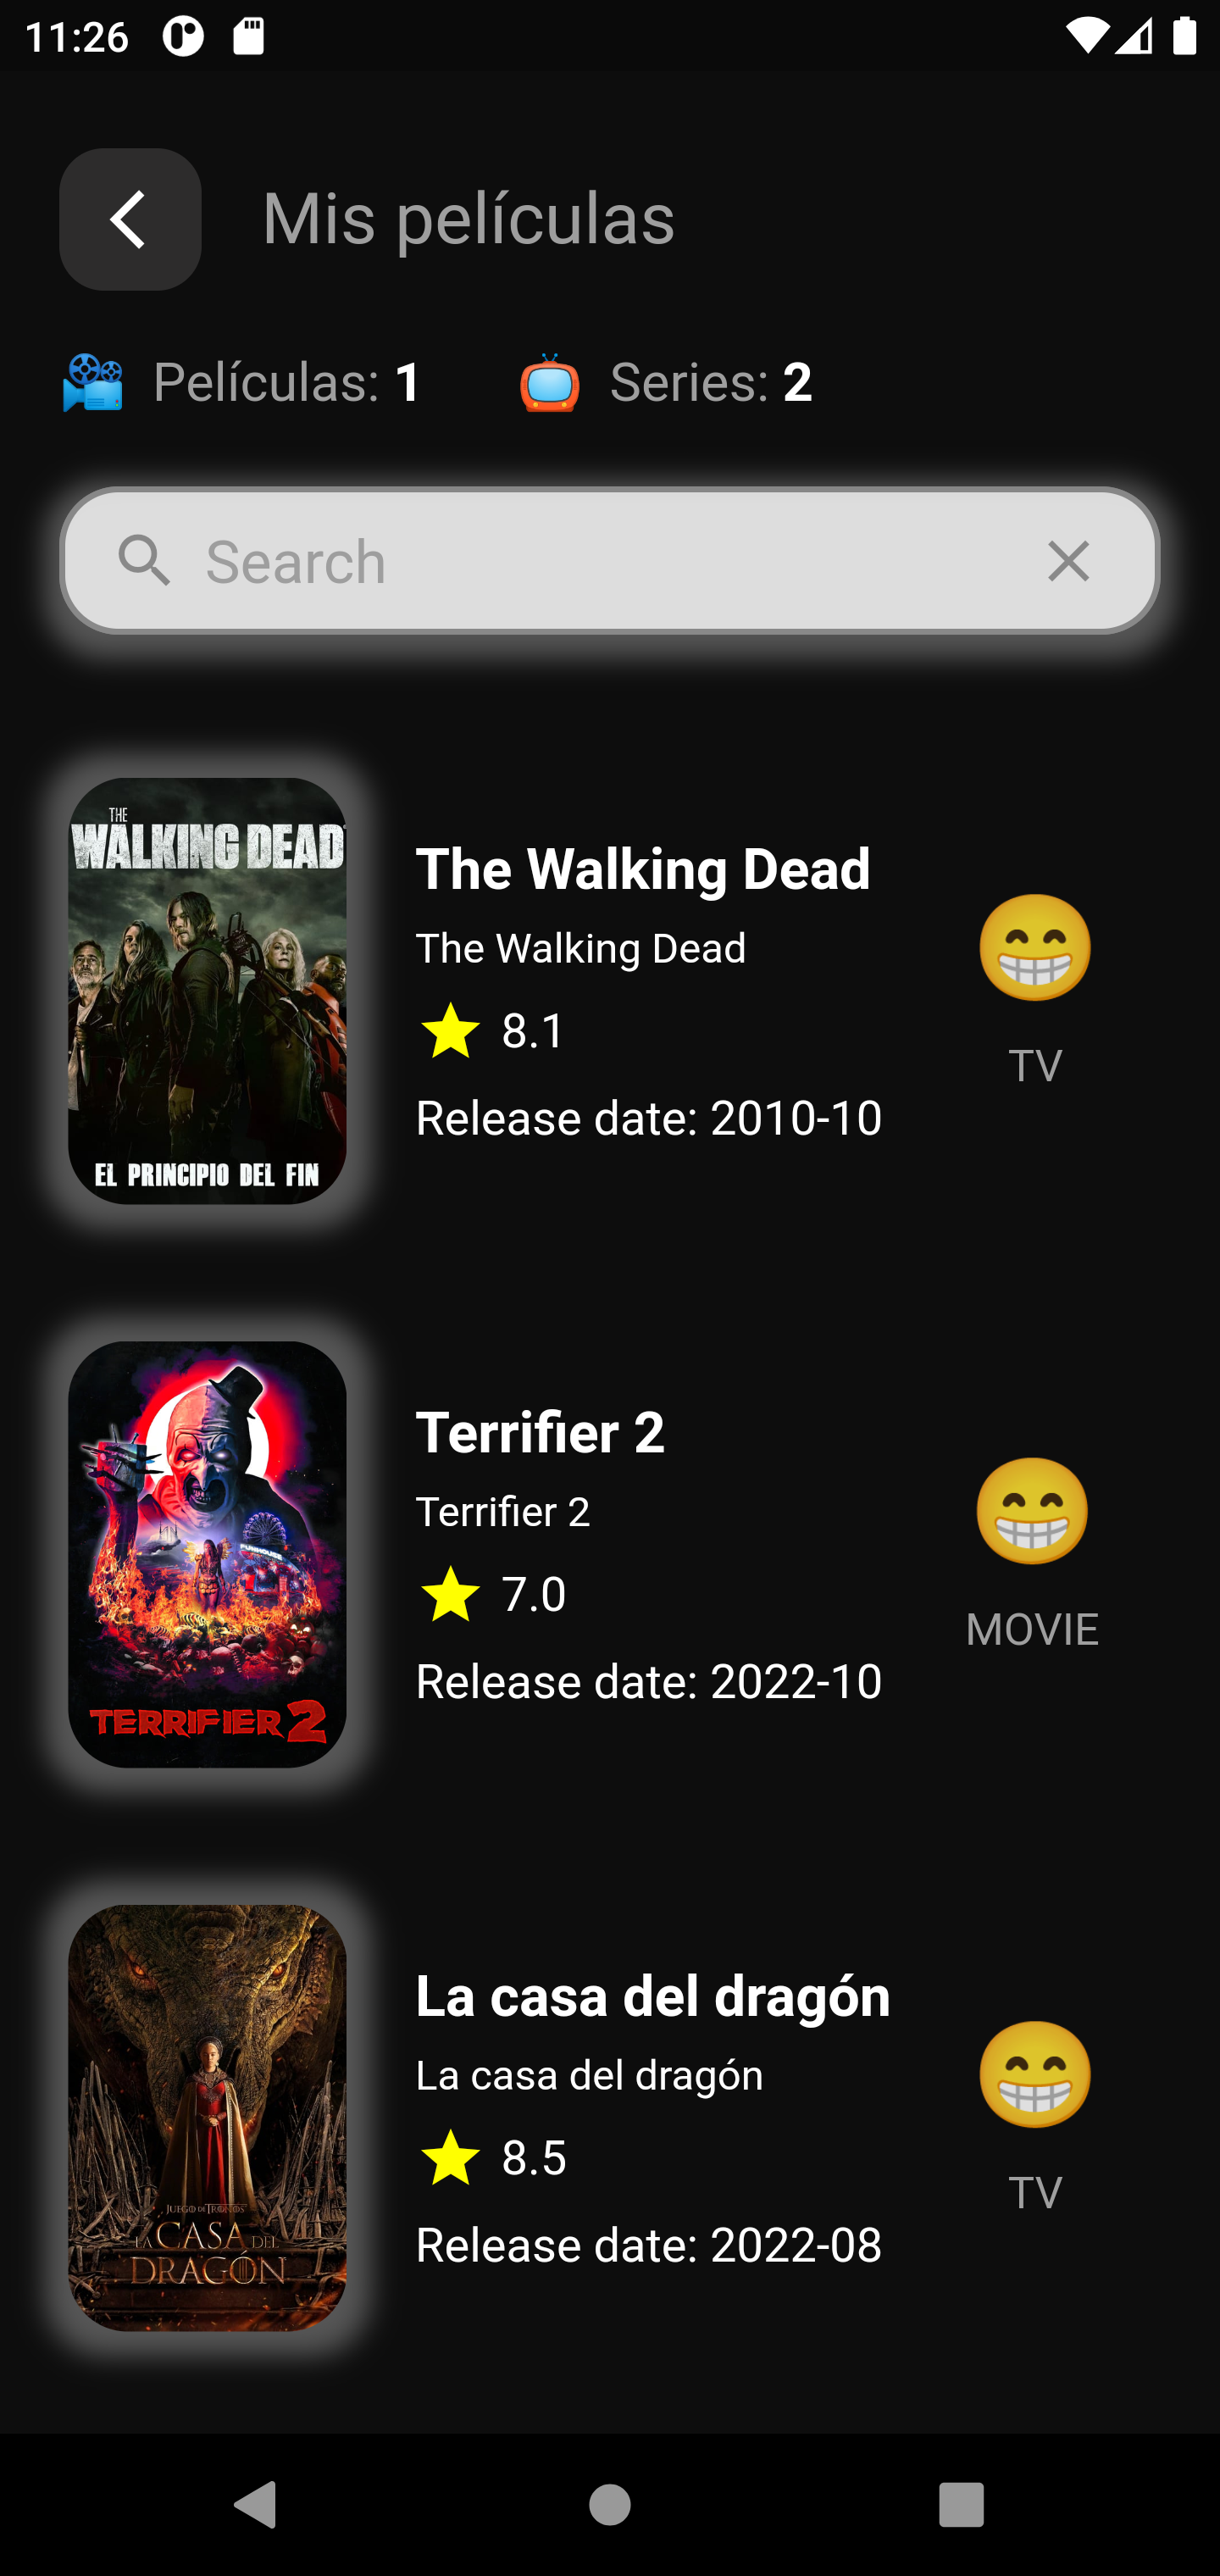 11:26
Mis películas
Películas: 1
Series: 2
Search
THE
WALKING DEAD
EL PRINCIPIO DEL FIN
The Walking Dead
The Walking Dead
8.1
Release date: 2010-10
TV
FUNHOUSE
TERRIFIER 2
Terrifier 2
Terrifier 2
7.0
Release date: 2022-10
MOVIE
JUEGO DE TRONOS
LA CASA DEL
DRAGÓN
La casa del dragón
La casa del dragón
8.5
Release date: 2022-08
TV